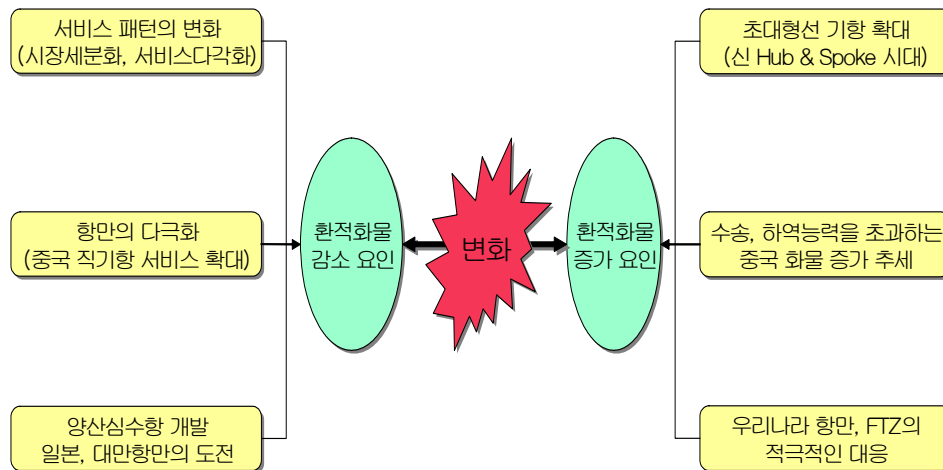 서비스 패턴의 변화
(시장세분화, 서비스다각화)
항만의 다극화
(중국 직기항 서비스 확대)
양산심수항 개발
일본, 대만항만의 도전
환적화물
감소 요인
변화
환적화물
증가 요인
초대형선 기항 확대
(신 Hub & Spoke 시대)
수송, 하역능력을 초과하는
중국 화물 증가 추세
우리나라 항만, FTZ의
적극적인 대응